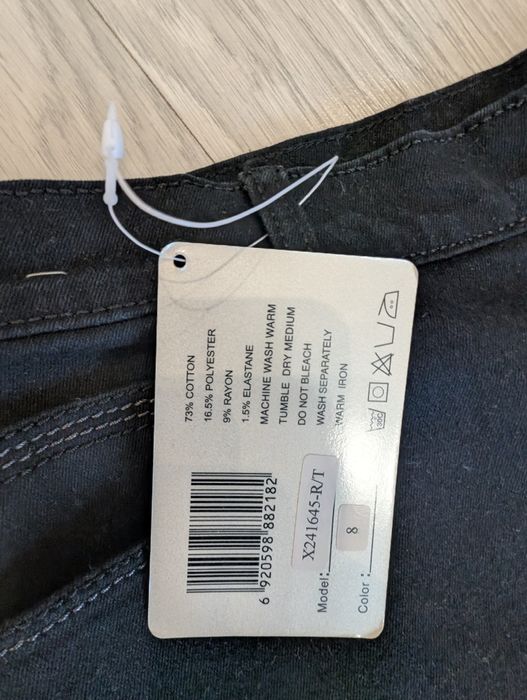 73% COTTON
16.5% POLYESTER
9% RAYON
1.5% ELASTANE
MACHINE WASH WARM
TUMBLE DRY MEDIUM
DO NOT BLEACH
WASH SEPARATELY
WARM IRON
6 920598 882182
Model: X241645-R/T
Color : 8